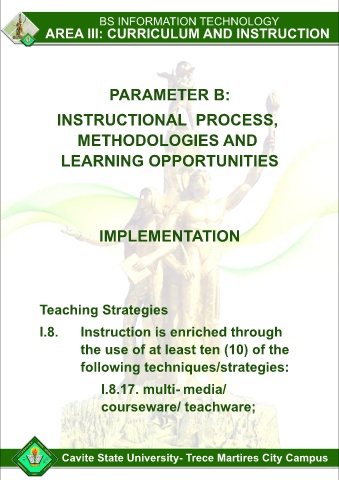 BS INFORMATION TECHNOLOGY
AREA III: CURRICULUM AND INSTRUCTION
PARAMETER B:
INSTRUCTIONAL PROCESS,
METHODOLOGIES AND
LEARNING OPPORTUNITIES
IMPLEMENTATION
Teaching Strategies
I.8. Instruction is enriched through
the use of at least ten (10) of the
following techniques/strategies:
I.8.17. multi- media/
courseware/ teachware;
Cavite State University- Trece Martires City Campus